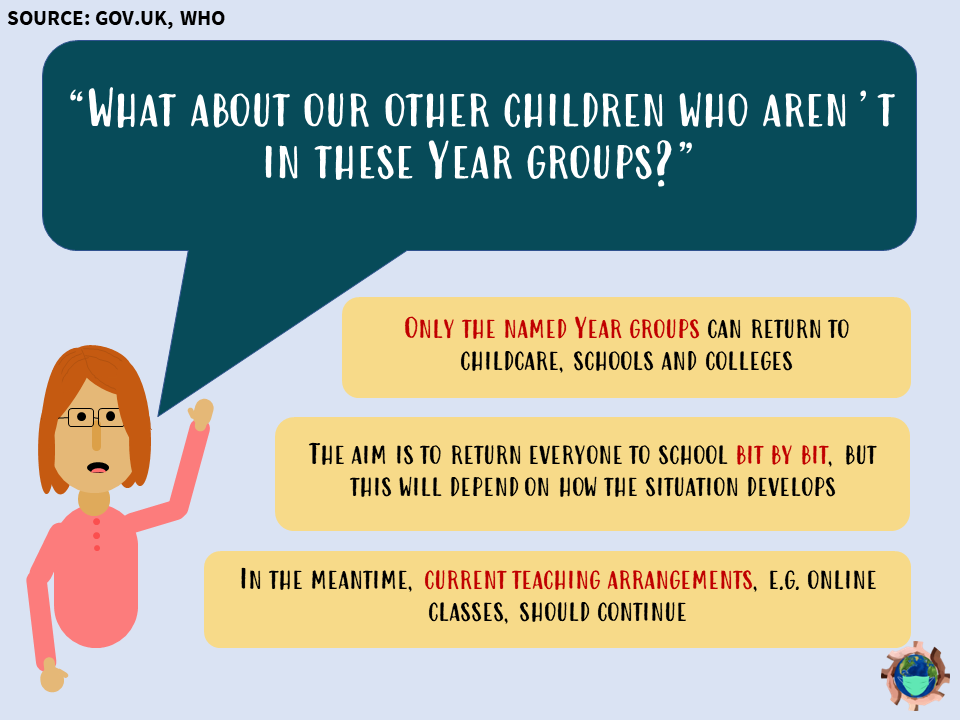 SOURCE: GOV.UK, WHO
“What about our other children who aren’t
in these Year groups?”
Only the named Year groups can return to
childcare, schools and colleges
The aim is to return everyone to school bit by bit, but
this will depend on how the situation develops
In the meantime, current teaching arrangements, e.g. online
classes, should continue